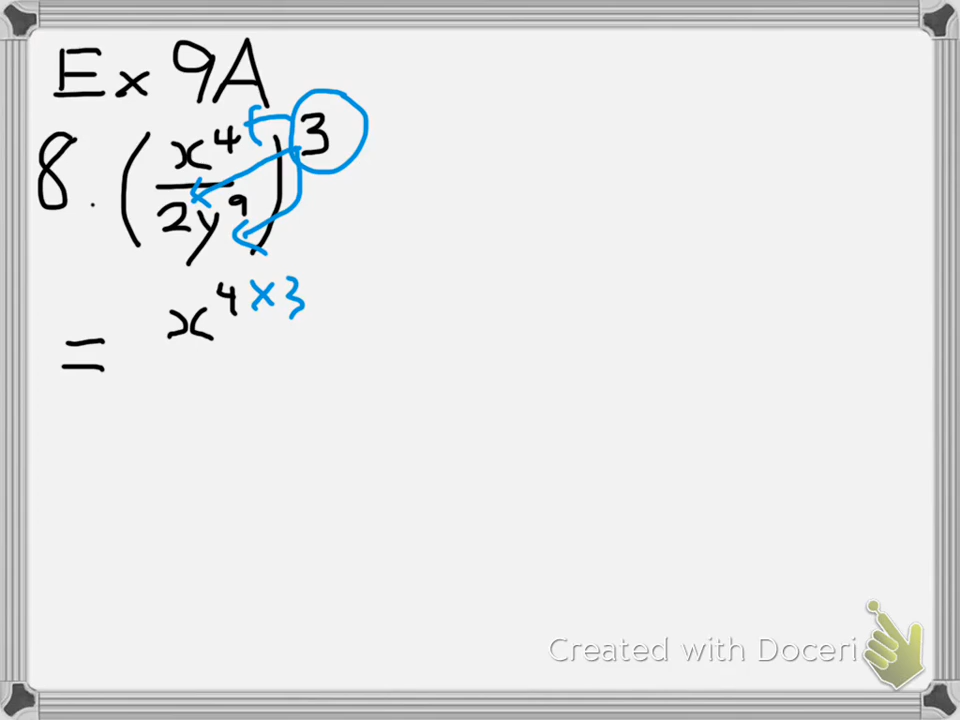 Ex 9A
8. (x⁴/2y⁹)³
= x⁴ˣ³
Created with Doceri